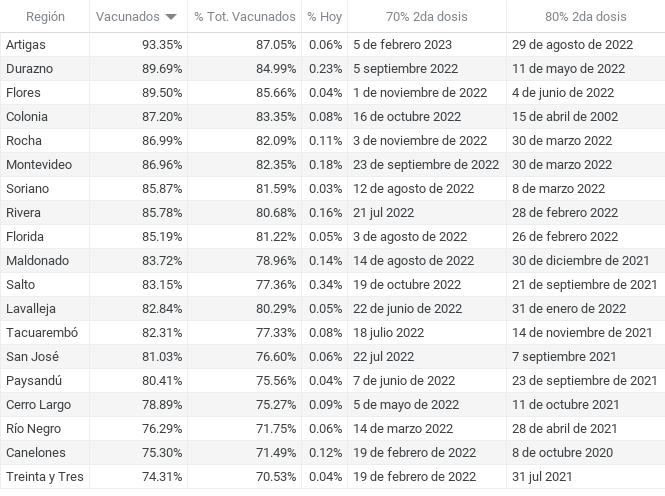 Región Vacunados % Tot. Vacunados % Hoy 70% 2da dosis 80% 2da dosis
Artigas 93.35% 87.05% 0.06% 5 de febrero 2023 29 de agosto de 2022
Durazno 89.69% 84.99% 0.23% 5 septiembre 2022 11 de mayo de 2022
Flores 89.50% 85.66% 0.04% 1 de noviembre de 2022 4 de junio de 2022
Colonia 87.20% 83.35% 0.08% 16 de octubre 2022 15 de abril de 2002
Rocha 86.99% 82.09% 0.11% 3 de noviembre de 2022 30 de marzo 2022
Montevideo 86.96% 82.35% 0.18% 23 de septiembre de 2022 30 de marzo 2022
Soriano 85.87% 81.59% 0.03% 12 de agosto de 2022 8 de marzo 2022
Rivera 85.78% 80.68% 0.16% 21 jul 2022 28 de febrero 2022
Florida 85.19% 81.22% 0.05% 3 de agosto de 2022 26 de febrero 2022
Maldonado 83.72% 78.96% 0.14% 14 de agosto de 2022 30 de diciembre de 2021
Salto 83.15% 77.36% 0.34% 19 de octubre de 2022 21 de septiembre de 2021
Lavalleja 82.84% 80.29% 0.05% 22 de junio de 2022 31 de enero de 2022
Tacuarembó 82.31% 77.33% 0.08% 18 julio 2022 14 de noviembre de 2021
San José 81.03% 76.60% 0.06% 22 jul 2022 7 septiembre 2021
Paysandú 80.41% 75.56% 0.04% 7 de junio de 2022 23 de septiembre de 2021
Cerro Largo 78.89% 75.27% 0.09% 5 de mayo de 2022 11 de octubre 2021
Río Negro 76.29% 71.75% 0.06% 14 de marzo 2022 28 de abril de 2021
Canelones 75.30% 71.49% 0.12% 19 de febrero de 2022 8 de octubre 2020
Treinta y Tres 74.31% 70.53% 0.04% 19 de febrero de 2022 31 jul 2021